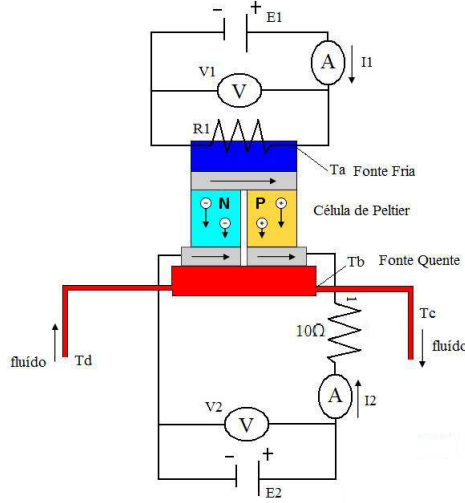 − + E1
A I1
V1
V
R1
Ta Fonte Fria
N P
− +
− +
Célula de Peltier
Tb Fonte Quente
Tc
10Ω
fluído Td
fluído
A I2
V2
V
− +
E2